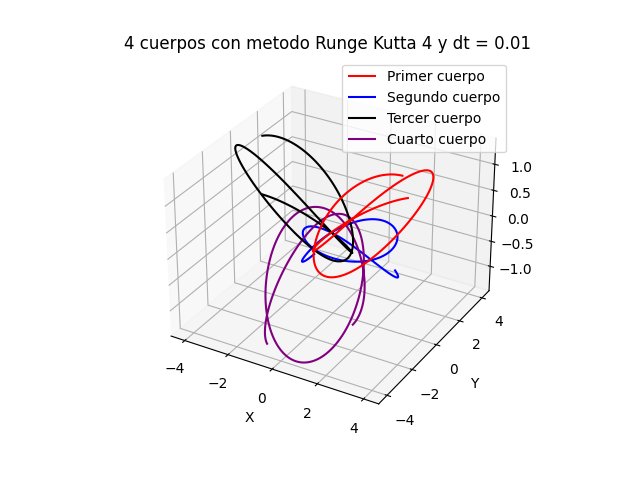 4 cuerpos con metodo Runge Kutta 4 y dt = 0.01
Primer cuerpo
Segundo cuerpo
Tercer cuerpo
Cuarto cuerpo
1.0
0.5
0.0
−0.5
−1.0
−4
−2
0
2
4
X
−4
−2
0
2
4
Y